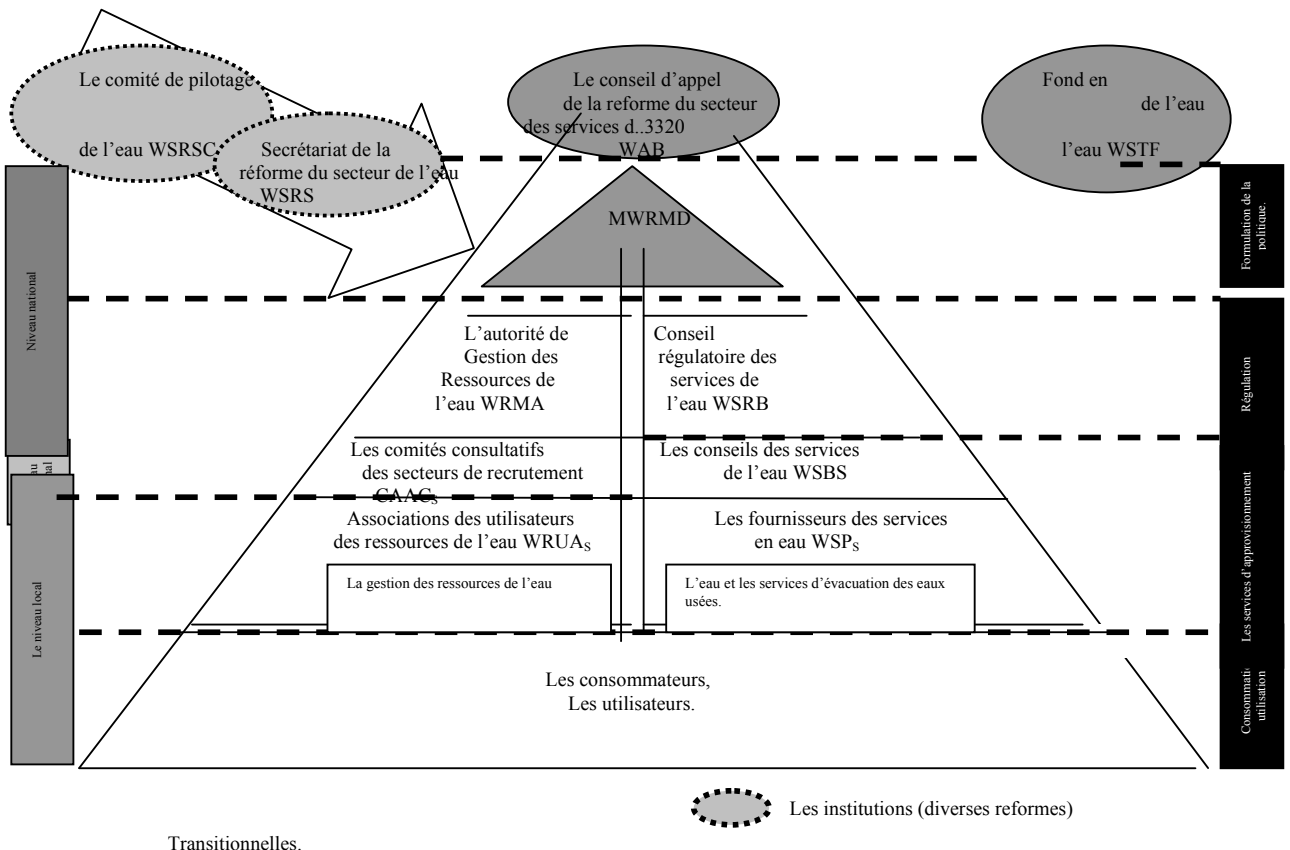 Le comité de pilotage
de l'eau WSRSC
Secrétariat de la
réforme du secteur de l'eau
WSRS
Le conseil d'appel
de la reforme du secteur
des services d..3320
WAB
Fond en
de l'eau
l'eau WSTF
MWRMD
Formulation de la
politique.
Niveau national
L'autorité de
Gestion des
Ressources de
l'eau WRMA
Conseil
régulatoire des
services de
l'eau WSRB
Régulation
Les comités consultatifs
des secteurs de recrutement
CAACS
Les conseils des services
de l'eau WSBS
Associations des utilisateurs
des ressources de l'eau WRUAS
Les fournisseurs des services
en eau WSPS
Le niveau local
La gestion des ressources de l'eau
L'eau et les services d'évacuation des eaux
usées.
Les services d'approvisionnement
Les consommateurs,
Les utilisateurs.
utilisation
Les institutions (diverses reformes)
Transitionnelles.